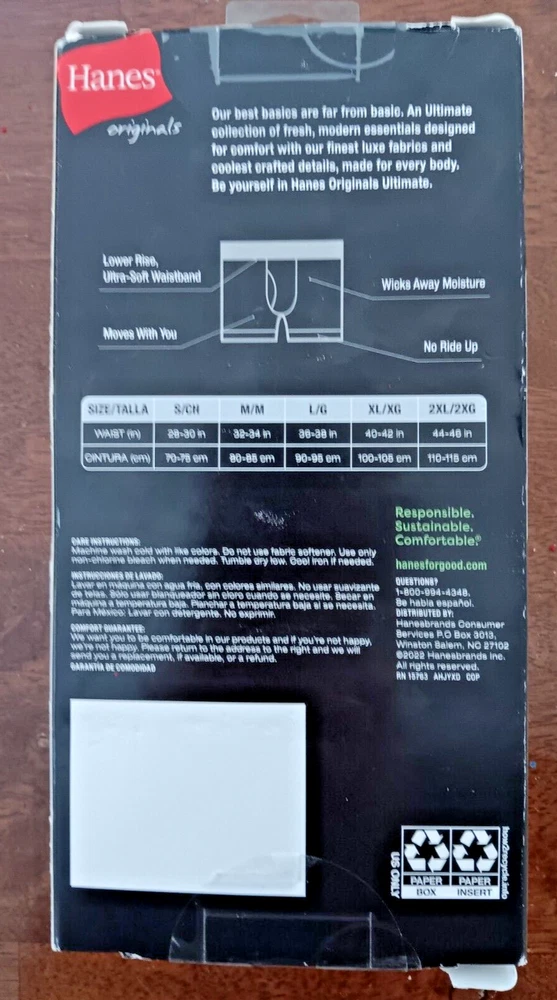 Hanes
originals
Our best basics are far from basic. An Ultimate
collection of fresh, modern essentials designed
for comfort with our finest luxe fabrics and
coolest crafted details, made for every body.
Be yourself in Hanes Originals Ultimate.
Lower Rise,
Ultra-Soft Waistband
Wicks Away Moisture
Moves With You
No Ride Up
SIZE/TALLA S/CH M/M L/G XL/XG 2XL/2XG
WAIST (in) 28-30 in 32-34 in 36-38 in 40-42 in 44-46 in
CINTURA (cm) 70-75 cm 80-85 cm 90-95 cm 100-105 cm 110-115 cm
Responsible.
Sustainable.
Comfortable.®
hanesforgood.com
QUESTIONS?
1-800-994-4348.
Se habla español.
DISTRIBUTED BY:
Hanesbrands Consumer
Services P.O Box 3013,
Winston Salem, NC 27102
©2022 Hanesbrands Inc.
All rights reserved.
RN 15763 AHJYXD COP
CARE INSTRUCTIONS:
Machine wash cold with like colors. Do not use fabric softener. Use only
non-chlorine bleach when needed. Tumble dry low. Cool iron if needed.
INSTRUCCIONES DE LAVADO:
Lavar en máquina con agua fria, con colores similares. No usar suavizante
de telas. Sólo usar blanqueador sin cloro cuando se necesite. Secar en
máquina a temperatura baja. Planchar a temperatura baja si se necesita.
Para México: Lavar con detergente. No exprimir.
COMFORT GUARANTEE:
We want you to be comfortable in our products and if you're not happy,
we're not happy. Please return to the address to the right and we will
send you a replacement, if available, or a refund.
GARANTÍA DE COMODIDAD
US ONLY
PAPER PAPER
BOX INSERT
how2recycle.info